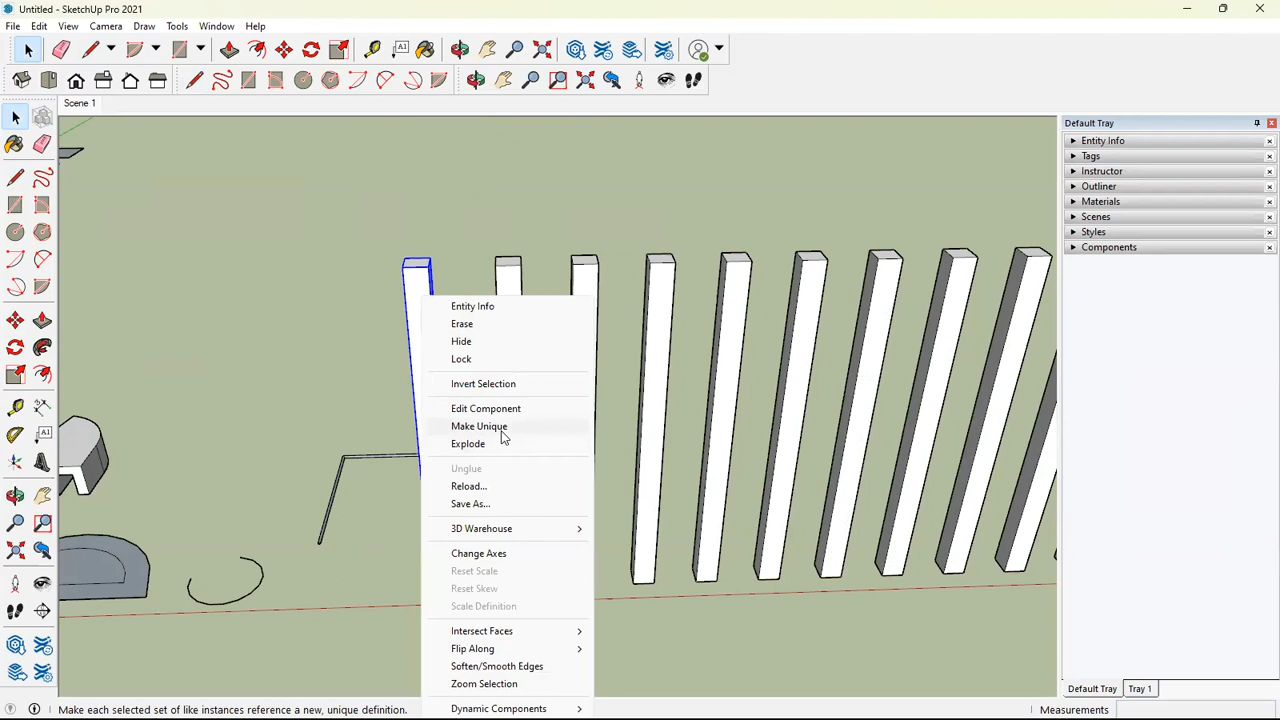 Untitled - SketchUp Pro 2021
File Edit View Camera Draw Tools Window Help
Scene 1
Default Tray
Entity Info
Tags
Instructor
Outliner
Materials
Scenes
Styles
Components
Entity Info
Erase
Hide
Lock
Invert Selection
Edit Component
Make Unique
Explode
Unglue
Reload...
Save As...
3D Warehouse
Change Axes
Reset Scale
Reset Skew
Scale Definition
Intersect Faces
Flip Along
Soften/Smooth Edges
Zoom Selection
Dynamic Components
Default Tray Tray 1
Make each selected set of like instances reference a new, unique definition. Measurements